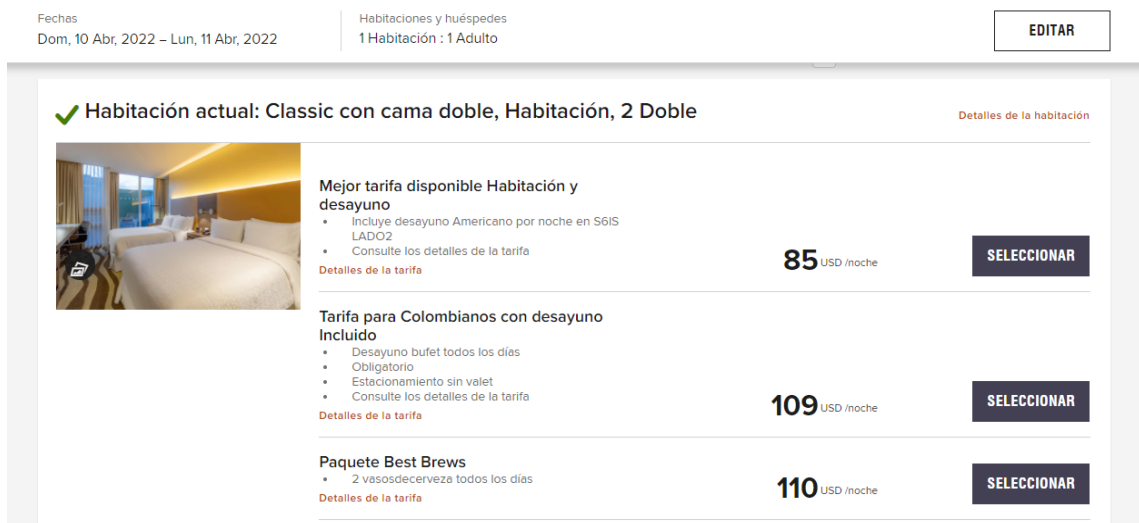 Fechas
Habitaciones y huéspedes
Dom, 10 Abr, 2022 – Lun, 11 Abr, 2022
1 Habitación : 1 Adulto
EDITAR
Habitación actual: Classic con cama doble, Habitación, 2 Doble
Detalles de la habitación
Mejor tarifa disponible Habitación y
desayuno
• Incluye desayuno Americano por noche en S6IS
LADO2
• Consulte los detalles de la tarifa
Detalles de la tarifa
85 USD /noche
SELECCIONAR
Tarifa para Colombianos con desayuno
Incluido
• Desayuno bufet todos los días
• Obligatorio
• Estacionamiento sin valet
• Consulte los detalles de la tarifa
Detalles de la tarifa
109 USD /noche
SELECCIONAR
Paquete Best Brews
• 2 vasosdecerveza todos los días
Detalles de la tarifa
110 USD /noche
SELECCIONAR